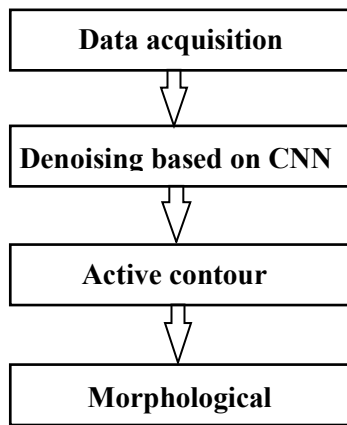 Data acquisition
Denoising based on CNN
Active contour
Morphological